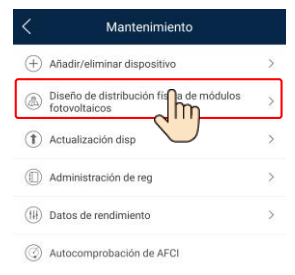 Mantenimiento
Añadir/eliminar dispositivo
Diseño de distribución física de módulos
fotovoltaicos
Actualización disp
Administración de reg
Datos de rendimiento
Autocomprobación de AFCI